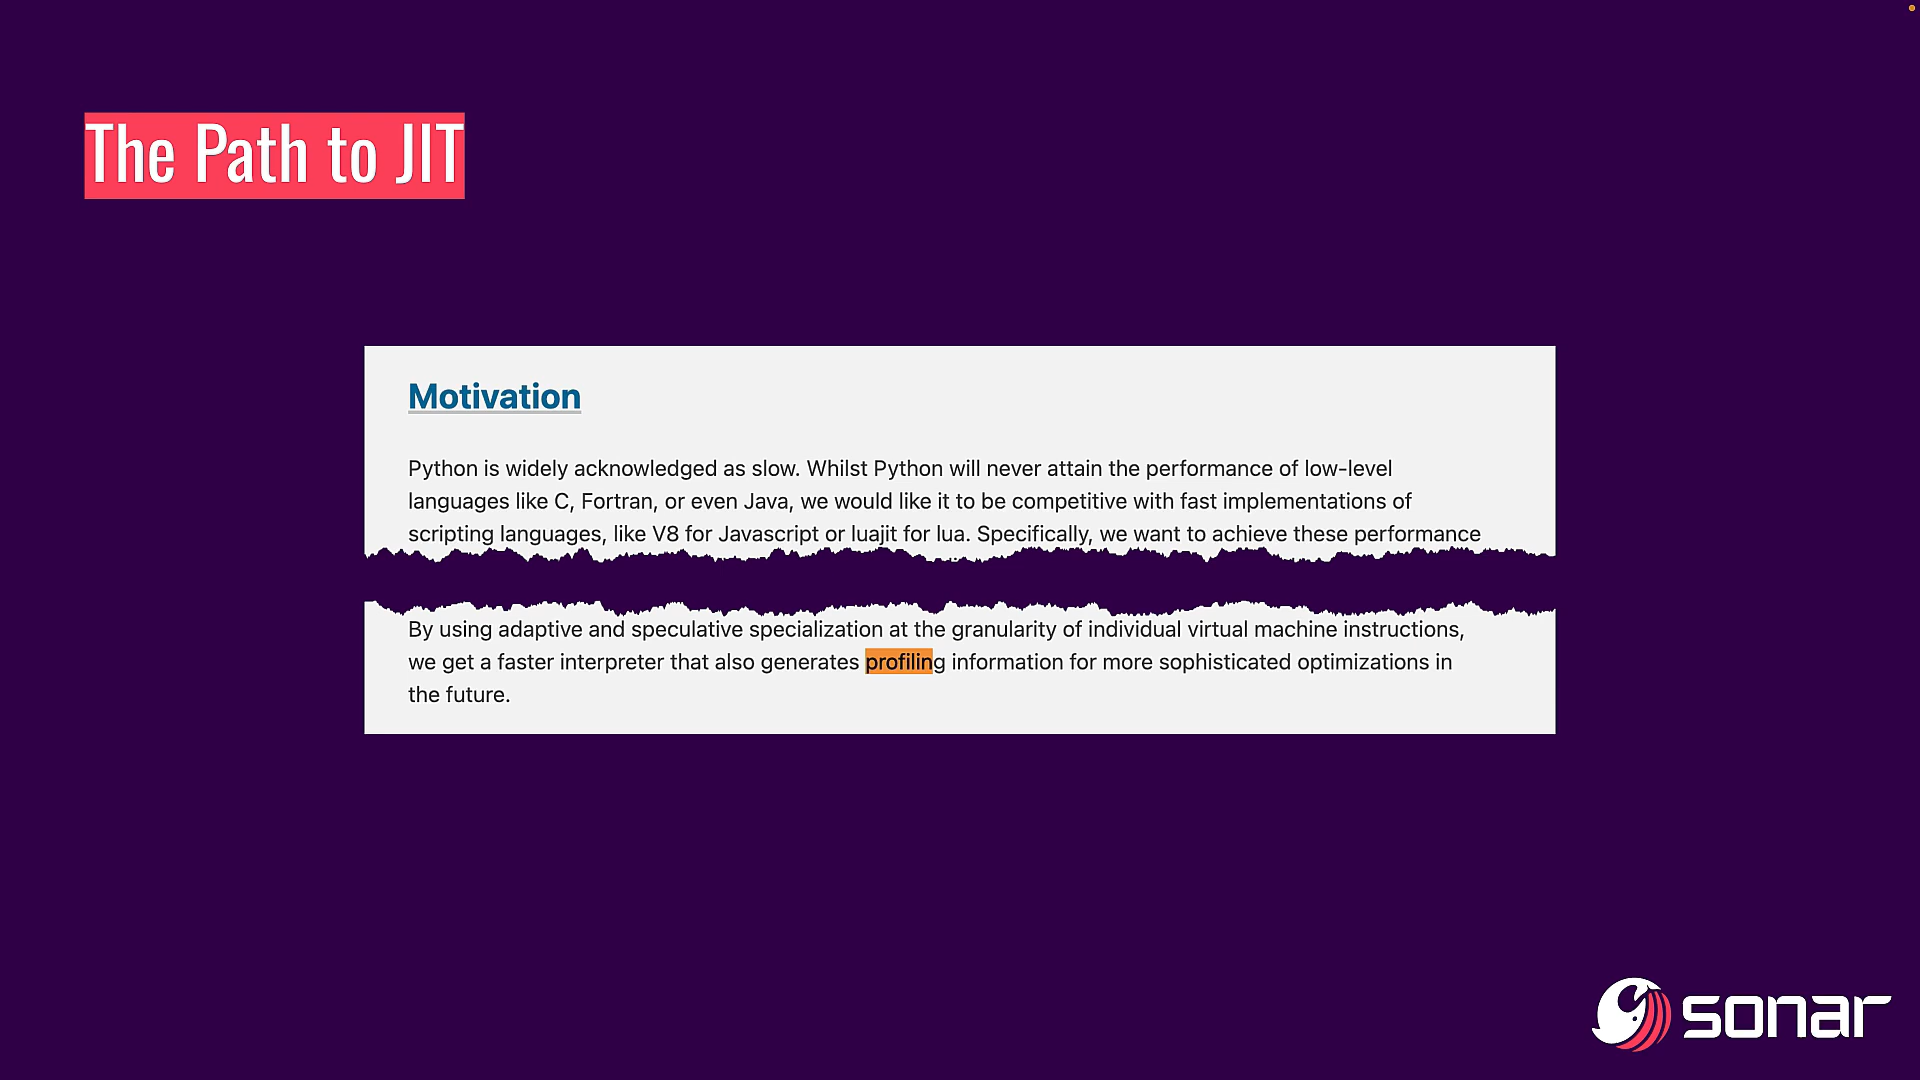 The Path to JIT
Motivation
Python is widely acknowledged as slow. Whilst Python will never attain the performance of low-level
languages like C, Fortran, or even Java, we would like it to be competitive with fast implementations of
scripting languages, like V8 for Javascript or luajit for lua. Specifically, we want to achieve these performance
By using adaptive and speculative specialization at the granularity of individual virtual machine instructions,
we get a faster interpreter that also generates profiling information for more sophisticated optimizations in
the future.
sonar